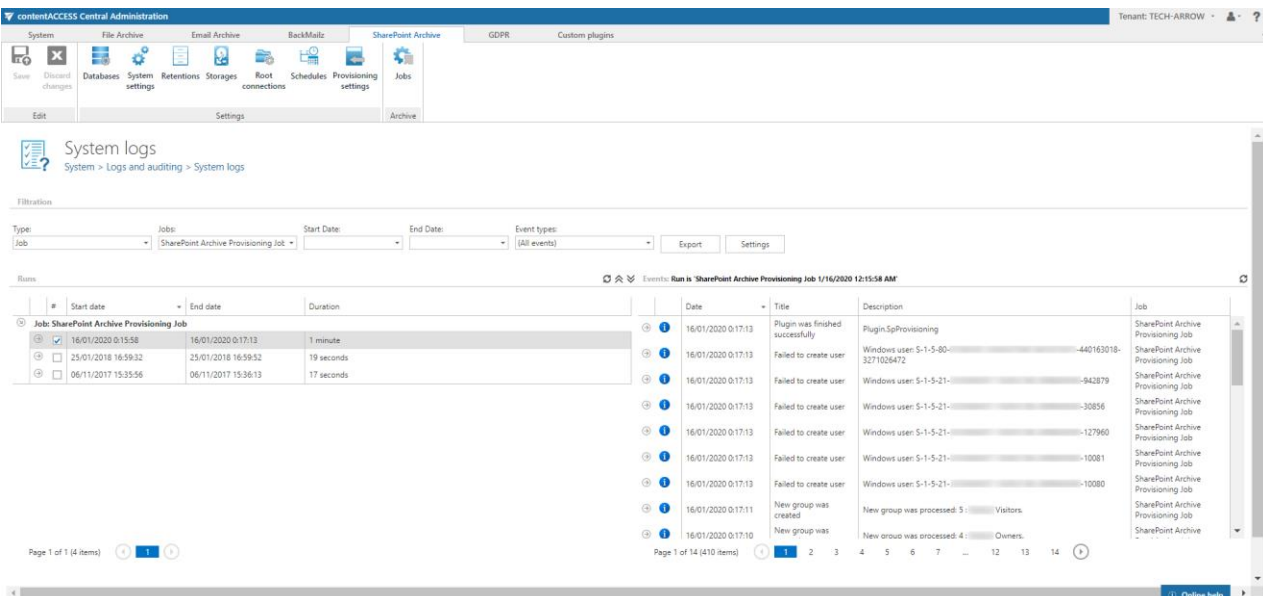 contentACCESS Central Administration
Tenant: TECH-ARROW
?
System File Archive Email Archive BackMailz SharePoint Archive GDPR Custom plugins
Save Discard changes Databases System settings Retentions Storages Root connections Schedules Provisioning settings Jobs
Edit Settings Archive
System logs
System > Logs and auditing > System logs
Filtration
Type: Jobs: Start Date: End Date: Event types:
Job SharePoint Archive Provisioning Job (All events) Export Settings
Runs
Events: Run is 'SharePoint Archive Provisioning Job 1/16/2020 12:15:58 AM'
# Start date End date Duration
Job: SharePoint Archive Provisioning Job
16/01/2020 0:15:58 16/01/2020 0:17:13 1 minute
25/01/2018 16:59:32 25/01/2018 16:59:52 19 seconds
06/11/2017 15:35:56 06/11/2017 15:36:13 17 seconds
Page 1 of 1 (4 items) 1
Date Title Description Job
16/01/2020 0:17:13 Plugin was finished successfully Plugin.SpProvisioning SharePoint Archive Provisioning Job
16/01/2020 0:17:13 Failed to create user Windows user: S-1-5-80- -440163018-3271026472 SharePoint Archive Provisioning Job
16/01/2020 0:17:13 Failed to create user Windows user: S-1-5-21- -942879 SharePoint Archive Provisioning Job
16/01/2020 0:17:13 Failed to create user Windows user: S-1-5-21- -30856 SharePoint Archive Provisioning Job
16/01/2020 0:17:13 Failed to create user Windows user: S-1-5-21- -127960 SharePoint Archive Provisioning Job
16/01/2020 0:17:13 Failed to create user Windows user: S-1-5-21- -10081 SharePoint Archive Provisioning Job
16/01/2020 0:17:13 Failed to create user Windows user: S-1-5-21- -10080 SharePoint Archive Provisioning Job
16/01/2020 0:17:11 New group was created New group was processed: 5 : Visitors. SharePoint Archive Provisioning Job
16/01/2020 0:17:10 New group was New group was processed: 4 : Owners. SharePoint Archive
Page 1 of 14 (410 items) 1 2 3 4 5 6 7 ... 12 13 14
Online help